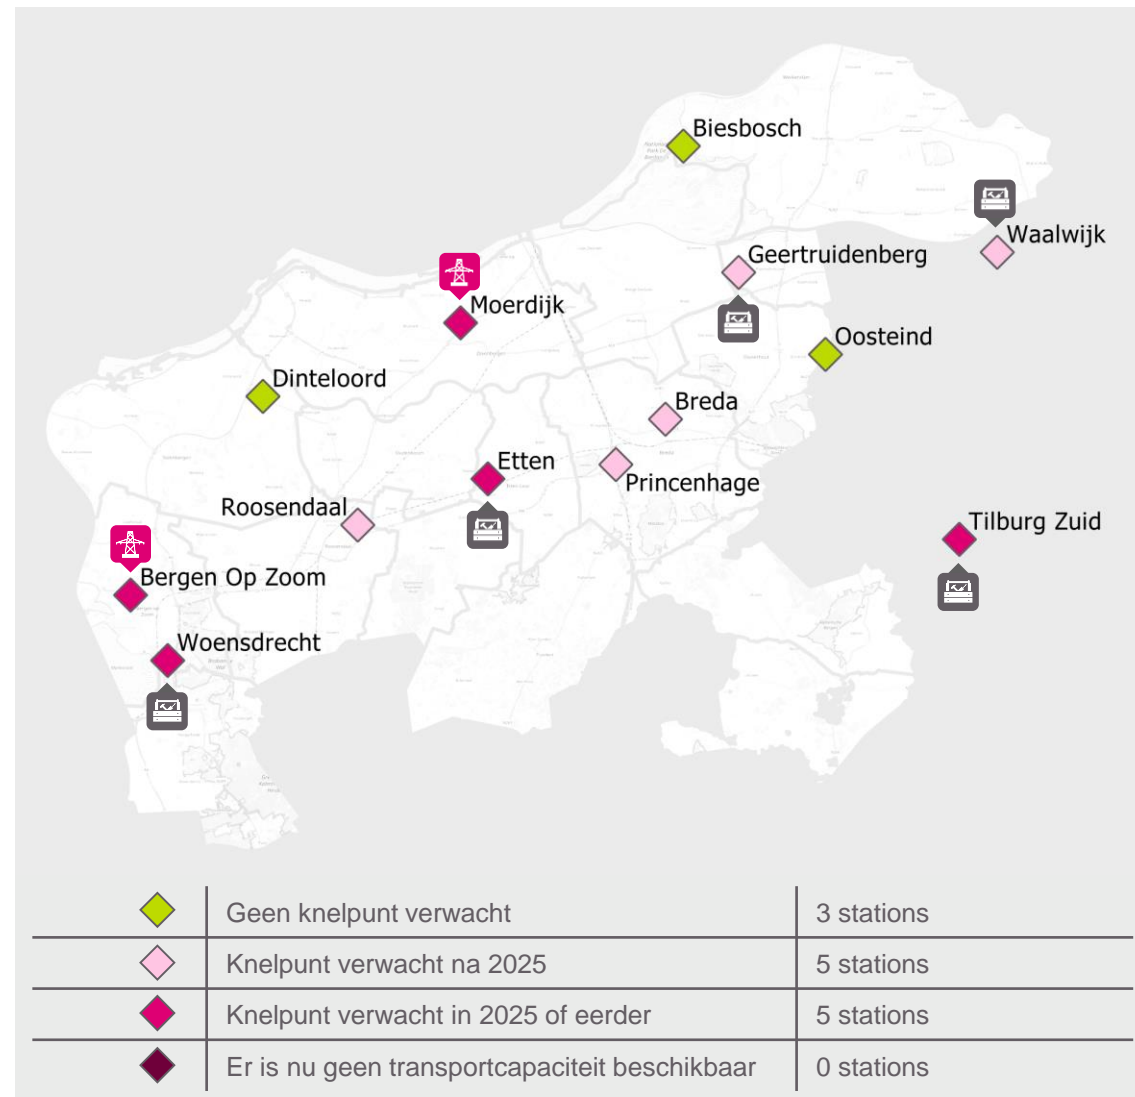 Biesbosch
Waalwijk
Geertruidenberg
Moerdijk
Oosteind
Dinteloord
Breda
Etten
Princenhage
Roosendaal
Tilburg Zuid
Bergen Op Zoom
Woensdrecht
Geen knelpunt verwacht 3 stations
Knelpunt verwacht na 2025 5 stations
Knelpunt verwacht in 2025 of eerder 5 stations
Er is nu geen transportcapaciteit beschikbaar 0 stations